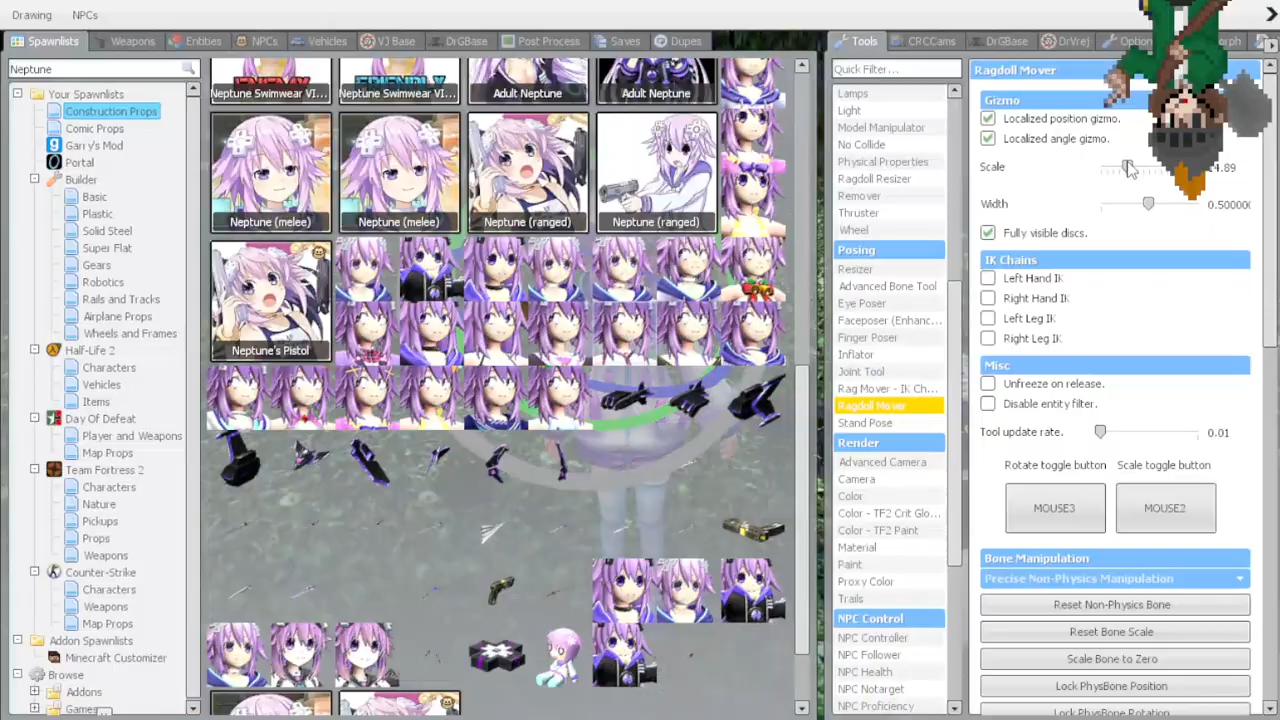 Drawing NPCs
Spawnlists Weapons Entities NPCs Vehicles VJ Base DrGBase Post Process Saves Dupes
Neptune
Your Spawnlists
Construction Props
Comic Props
Garry's Mod
Portal
Builder
Basic
Plastic
Solid Steel
Super Flat
Gears
Robotics
Rails and Tracks
Airplane Props
Wheels and Frames
Half-Life 2
Characters
Vehicles
Items
Day Of Defeat
Player and Weapons
Map Props
Team Fortress 2
Characters
Nature
Pickups
Props
Weapons
Counter-Strike
Characters
Weapons
Map Props
Addon Spawnlists
Minecraft Customizer
Browse
Addons
Games
ENEMY
Neptune Swimwear VI...
FRIENDLY
Neptune Swimwear VI...
Adult Neptune
Adult Neptune
Neptune (melee)
Neptune (melee)
Neptune (ranged)
Neptune (ranged)
Neptune's Pistol
Tools CRCCams DrGBase DrVrej
Quick Filter...
Lamps
Light
Model Manipulator
No Collide
Physical Properties
Ragdoll Resizer
Remover
Thruster
Wheel
Posing
Resizer
Advanced Bone Tool
Eye Poser
Faceposer (Enhanc...
Finger Poser
Inflator
Joint Tool
Rag Mover - IK Ch...
Ragdoll Mover
Stand Pose
Render
Advanced Camera
Camera
Color
Color - TF2 Crit Glo...
Color - TF2 Paint
Material
Paint
Proxy Color
Trails
NPC Control
NPC Controller
NPC Follower
NPC Health
NPC Notarget
NPC Proficiency
Ragdoll Mover
Gizmo
Localized position gizmo.
Localized angle gizmo.
Scale
Width 0.50000
Fully visible discs.
IK Chains
Left Hand IK
Right Hand IK
Left Leg IK
Right Leg IK
Misc
Unfreeze on release.
Disable entity filter.
Tool update rate. 0.01
Rotate toggle button Scale toggle button
MOUSE3 MOUSE2
Bone Manipulation
Precise Non-Physics Manipulation
Reset Non-Physics Bone
Reset Bone Scale
Scale Bone to Zero
Lock PhysBone Position
Lock PhysBone Rotation